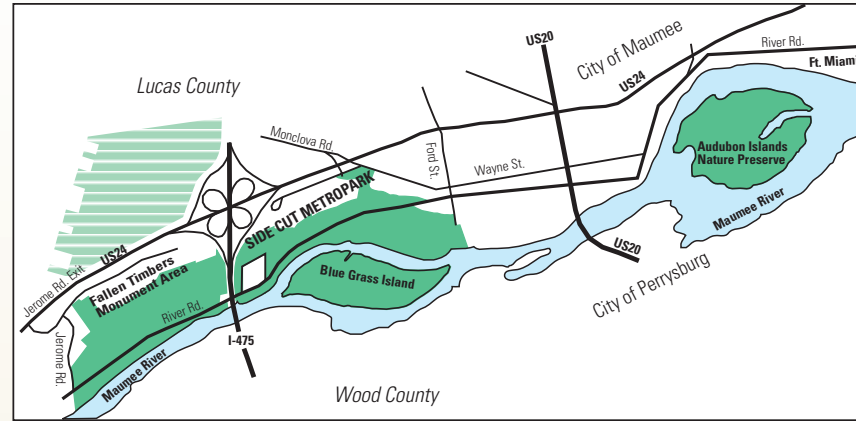 US20
City of Maumee
River Rd.
Ft. Miami
US24
Lucas County
Monclova Rd.
Ford St.
Wayne St.
Audubon Islands
Nature Preserve
Maumee River
SIDE CUT METROPARK
US20
City of Perrysburg
US24
Jerome Rd. Exit
Fallen Timbers
Monument Area
Blue Grass Island
River Rd.
Jerome Rd.
I-475
Maumee River
Wood County